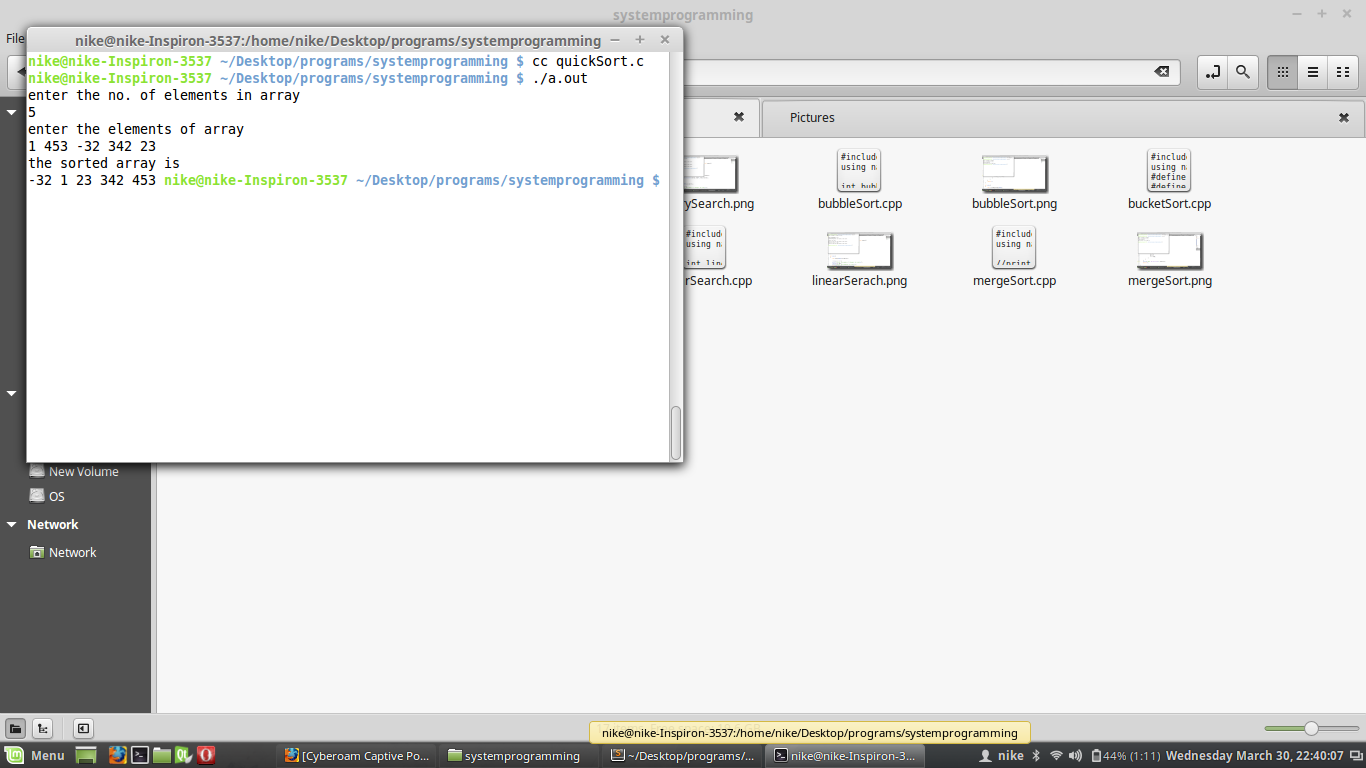 systemprogramming
File
nike@nike-Inspiron-3537:/home/nike/Desktop/programs/systemprogramming
nike@nike-Inspiron-3537 ~/Desktop/programs/systemprogramming $ cc quickSort.c
nike@nike-Inspiron-3537 ~/Desktop/programs/systemprogramming $ ./a.out
enter the no. of elements in array
5
enter the elements of array
1 453 -32 342 23
the sorted array is
-32 1 23 342 453 nike@nike-Inspiron-3537 ~/Desktop/programs/systemprogramming $
Pictures
#includ
using n
int bubl
#includ
using n
#define
#define
ySearch.png
bubbleSort.cpp
bubbleSort.png
bucketSort.cpp
#includ
using n
int lin
#includ
using n
//print
rSearch.cpp
linearSerach.png
mergeSort.cpp
mergeSort.png
New Volume
OS
Network
Network
nike@nike-Inspiron-3537:/home/nike/Desktop/programs/systemprogramming
Menu
[Cyberoam Captive Po...
systemprogramming
~/Desktop/programs/...
nike@nike-Inspiron-3...
nike
44% (1:11)
Wednesday March 30, 22:40:07